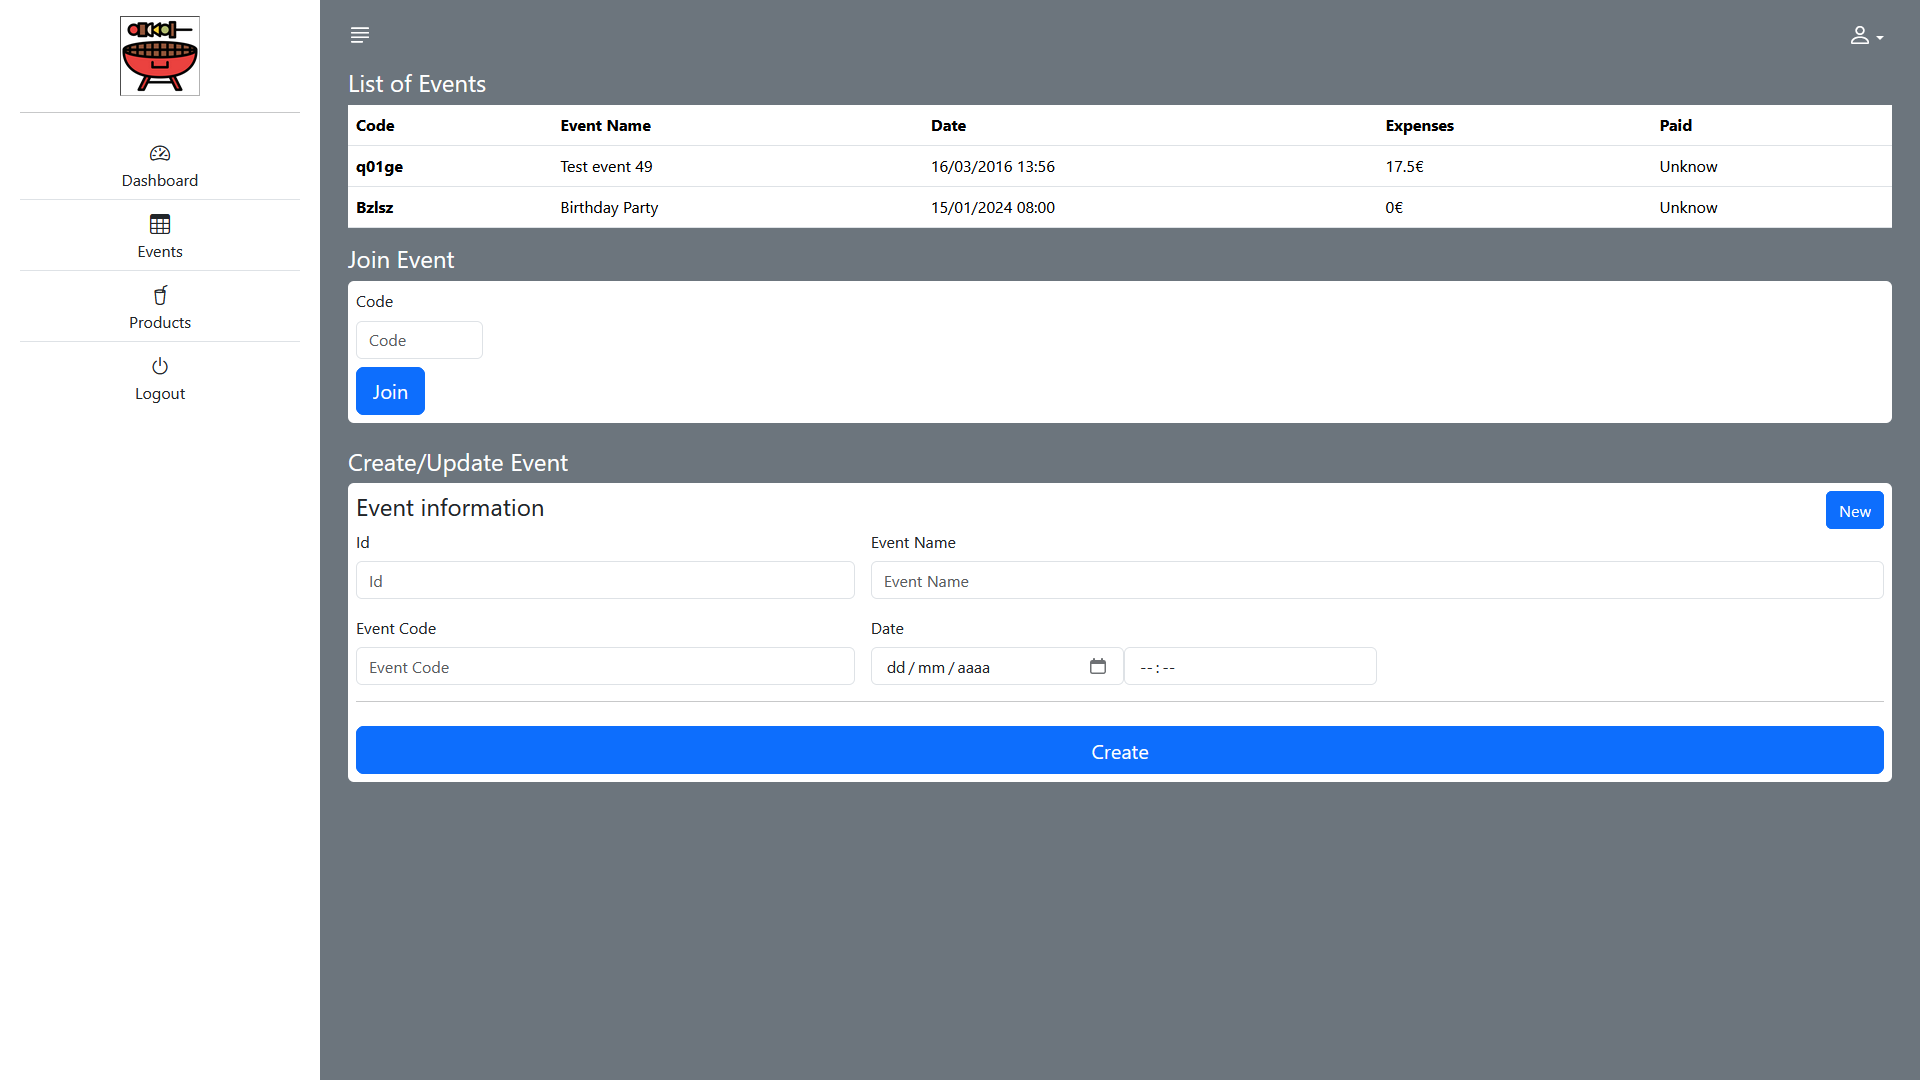 List of Events
Code Event Name Date Expenses Paid
q01ge Test event 49 16/03/2016 13:56 17.5€ Unknow
Bzlsz Birthday Party 15/01/2024 08:00 0€ Unknow
Dashboard
Events
Products
Logout
Join Event
Code
Code
Join
Create/Update Event
Event information New
Id Event Name
Id Event Name
Event Code Date
Event Code dd/mm/aaaa --:--
Create